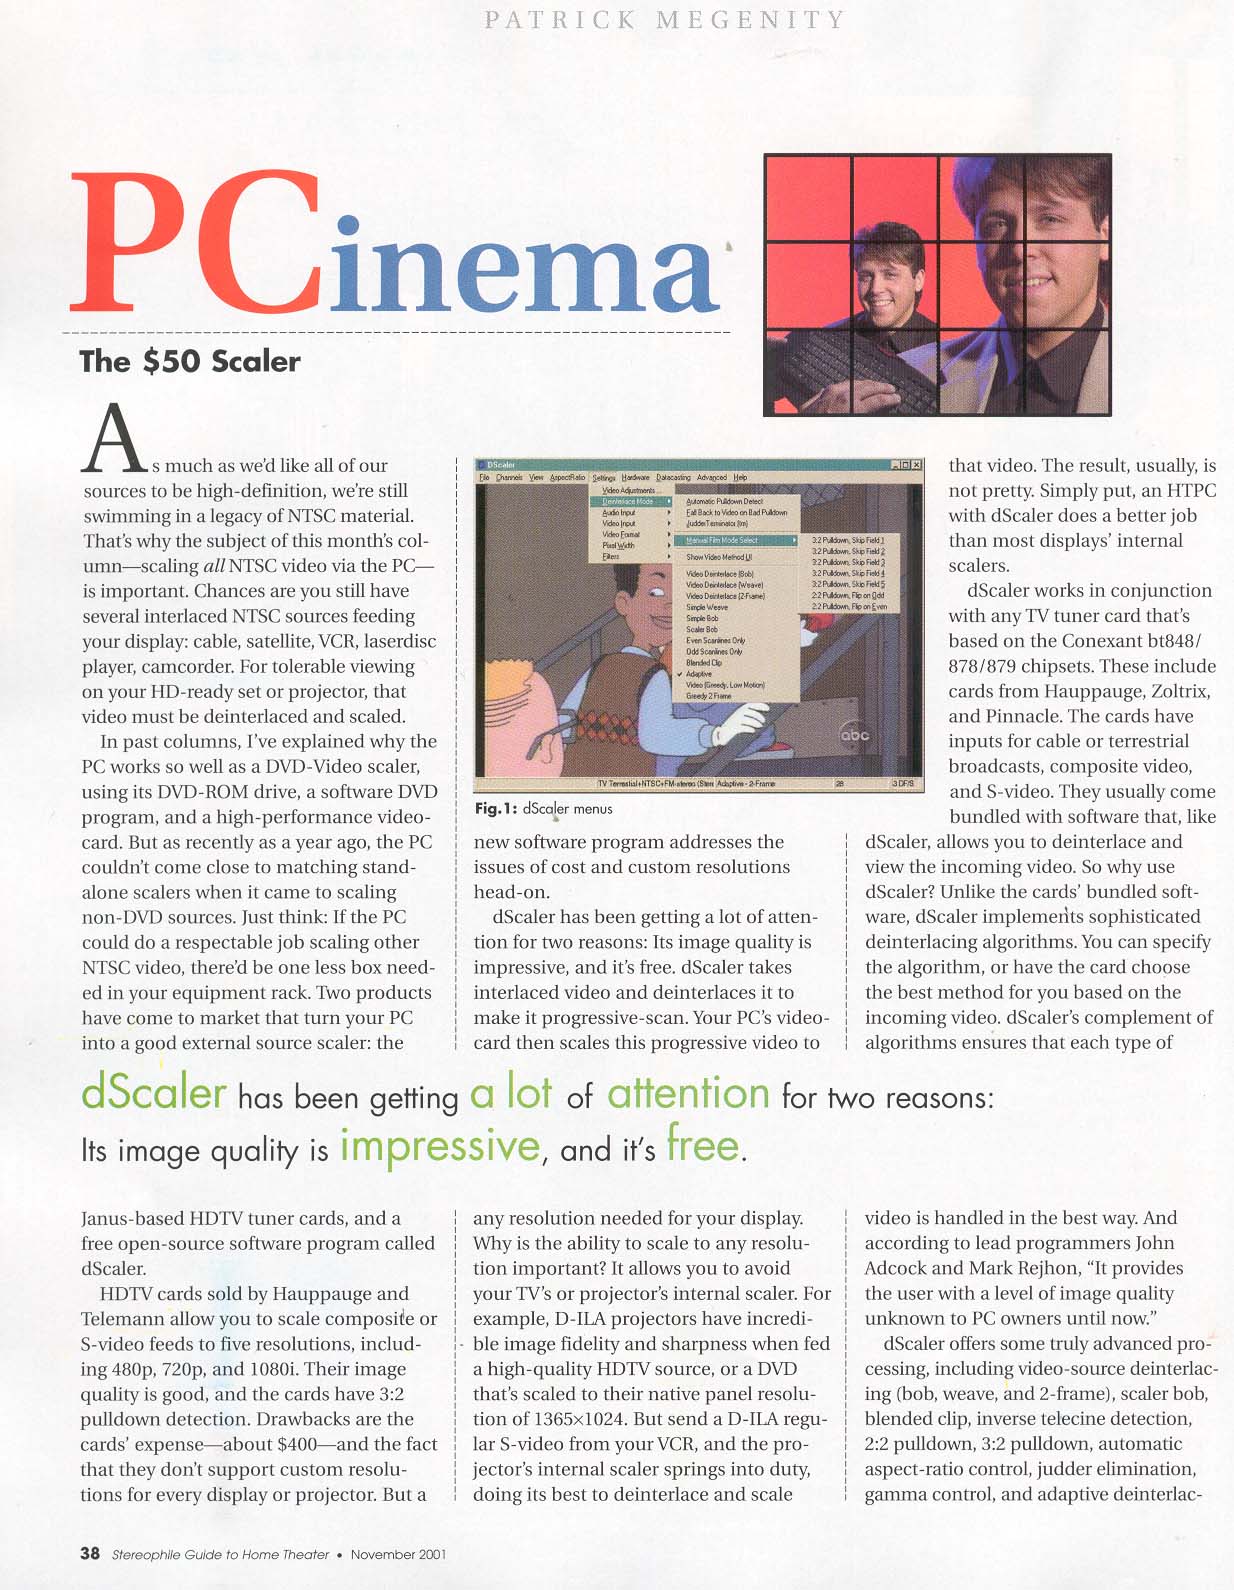 PATRICK MEGENITY
PCinema
The $50 Scaler
As much as we'd like all of our
sources to be high-definition, we're still
swimming in a legacy of NTSC material.
That's why the subject of this month's col-
umn—scaling all NTSC video via the PC—
is important. Chances are you still have
several interlaced NTSC sources feeding
your display: cable, satellite, VCR, laserdisc
player, camcorder. For tolerable viewing
on your HD-ready set or projector, that
video must be deinterlaced and scaled.
In past columns, I've explained why the
PC works so well as a DVD-Video scaler,
using its DVD-ROM drive, a software DVD
program, and a high-performance video-
card. But as recently as a year ago, the PC
couldn't come close to matching stand-
alone scalers when it came to scaling
non-DVD sources. Just think: If the PC
could do a respectable job scaling other
NTSC video, there'd be one less box need-
ed in your equipment rack. Two products
have come to market that turn your PC
into a good external source scaler: the
Janus-based HDTV tuner cards, and a
free open-source software program called
dScaler.
HDTV cards sold by Hauppauge and
Telemann allow you to scale composite or
S-video feeds to five resolutions, includ-
ing 480p, 720p, and 1080i. Their image
quality is good, and the cards have 3:2
pulldown detection. Drawbacks are the
cards' expense—about $400—and the fact
that they don't support custom resolu-
tions for every display or projector. But a
DScaler
File Channels View AspectRatio Settings Hardware Datacasting Advanced Help
Video Adjustments ...
Deinterlace Mode
Audio Input
Video Input
Video Format
Pixel Width
Filters
Automatic Pulldown Detect
Fall Back to Video on Bad Pulldown
JudderTerminator (tm)
Manual Film Mode Select
Show Video Method UI
Video Deinterlace (Bob)
Video Deinterlace (Weave)
Video Deinterlace (2-Frame)
Simple Weave
Simple Bob
Scaler Bob
Even Scanlines Only
Odd Scanlines Only
Blended Clip
Adaptive
Video (Greedy, Low Motion)
Greedy 2 Frame
3:2 Pulldown, Skip Field 1
3:2 Pulldown, Skip Field 2
3:2 Pulldown, Skip Field 3
3:2 Pulldown, Skip Field 4
3:2 Pulldown, Skip Field 5
2:2 Pulldown, Flip on Odd
2:2 Pulldown, Flip on Even
abc
TV Terrestial+NTSC+FM-stereo (Ster Adaptive - 2-Frame 28 3 DF/S
Fig.1: dScaler menus
new software program addresses the
issues of cost and custom resolutions
head-on.
dScaler has been getting a lot of atten-
tion for two reasons: Its image quality is
impressive, and it's free. dScaler takes
interlaced video and deinterlaces it to
make it progressive-scan. Your PC's video-
card then scales this progressive video to
any resolution needed for your display.
Why is the ability to scale to any resolu-
tion important? It allows you to avoid
your TV's or projector's internal scaler. For
example, D-ILA projectors have incredi-
ble image fidelity and sharpness when fed
a high-quality HDTV source, or a DVD
that's scaled to their native panel resolu-
tion of 1365×1024. But send a D-ILA regu-
lar S-video from your VCR, and the pro-
jector's internal scaler springs into duty,
doing its best to deinterlace and scale
that video. The result, usually, is
not pretty. Simply put, an HTPC
with dScaler does a better job
than most displays' internal
scalers.
dScaler works in conjunction
with any TV tuner card that's
based on the Conexant bt848/
878/879 chipsets. These include
cards from Hauppauge, Zoltrix,
and Pinnacle. The cards have
inputs for cable or terrestrial
broadcasts, composite video,
and S-video. They usually come
bundled with software that, like
dScaler, allows you to deinterlace and
view the incoming video. So why use
dScaler? Unlike the cards' bundled soft-
ware, dScaler implements sophisticated
deinterlacing algorithms. You can specify
the algorithm, or have the card choose
the best method for you based on the
incoming video. dScaler's complement of
algorithms ensures that each type of
video is handled in the best way. And
according to lead programmers John
Adcock and Mark Rejhon, "It provides
the user with a level of image quality
unknown to PC owners until now."
dScaler offers some truly advanced pro-
cessing, including video-source deinterlac-
ing (bob, weave, and 2-frame), scaler bob,
blended clip, inverse telecine detection,
2:2 pulldown, 3:2 pulldown, automatic
aspect-ratio control, judder elimination,
gamma control, and adaptive deinterlac-
dScaler has been getting a lot of attention for two reasons:
Its image quality is impressive, and it's free.
38 Stereophile Guide to Home Theater • November 2001